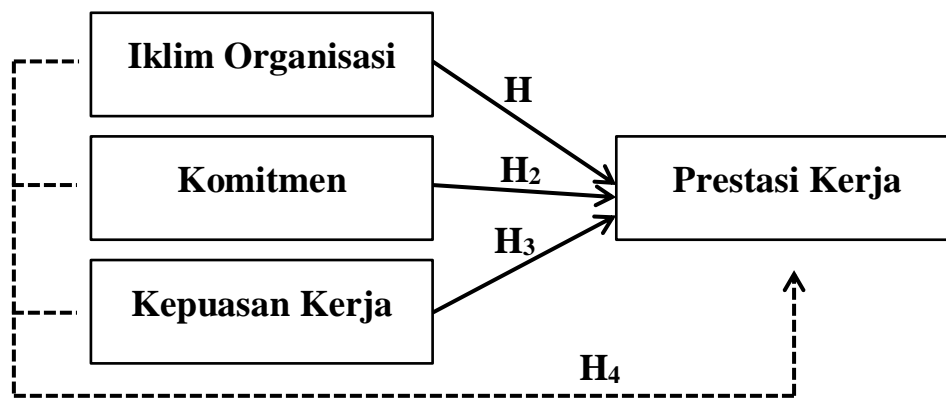 Iklim Organisasi
H
Komitmen
H2
Prestasi Kerja
H3
Kepuasan Kerja
H4